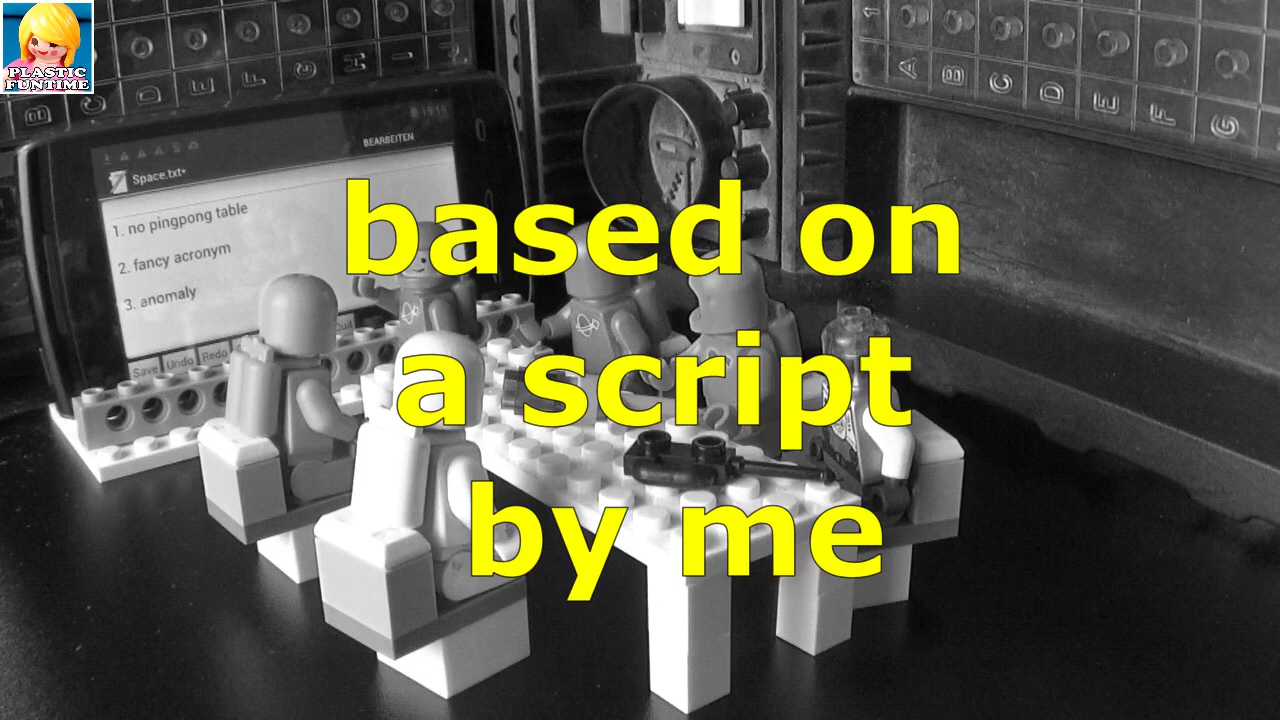 PLASTIC
FUNTIME
BEARBEITEN
Space.txt*
1. no pingpong table
2. fancy acronym
3. anomaly
Save Undo Redo
based on
a script
by me
B C D E F G H I J
1
A B C D E F G